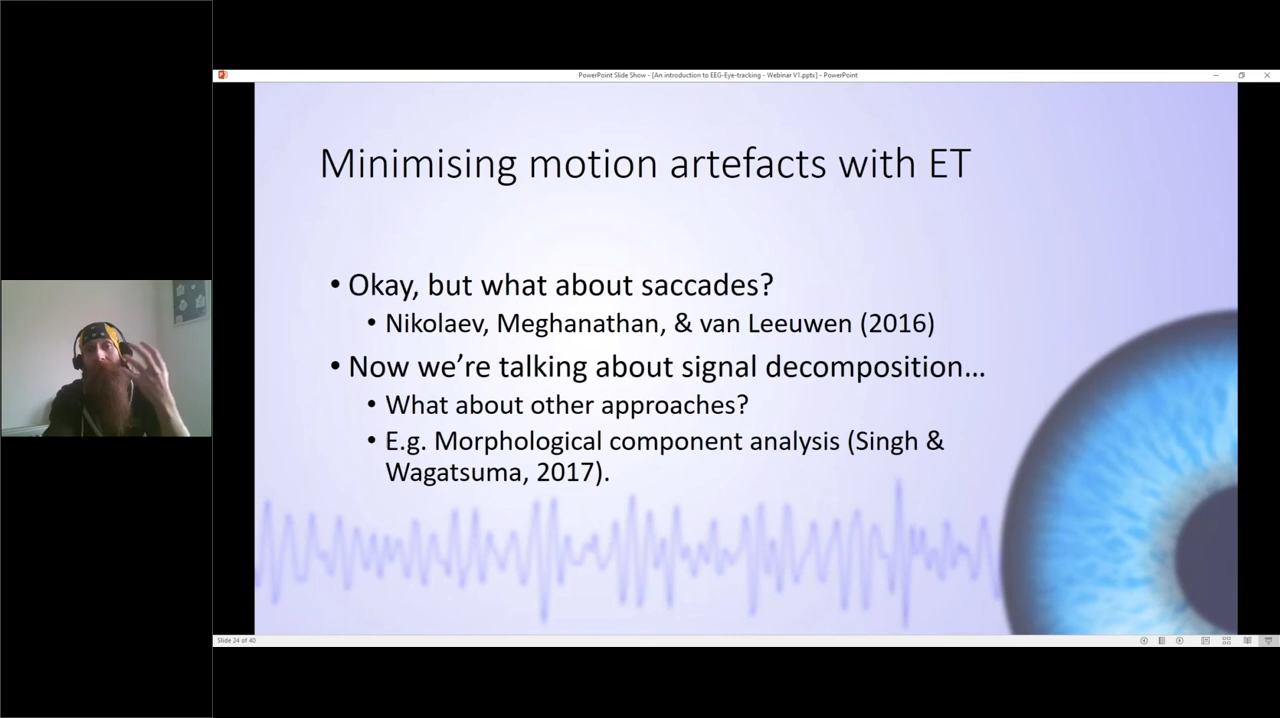 PowerPoint Slide Show - [An introduction to EEG-Eye-tracking - Webinar V1.pptx] - PowerPoint
Minimising motion artefacts with ET
• Okay, but what about saccades?
• Nikolaev, Meghanathan, & van Leeuwen (2016)
• Now we’re talking about signal decomposition…
• What about other approaches?
• E.g. Morphological component analysis (Singh &
Wagatsuma, 2017).
Slide 24 of 40